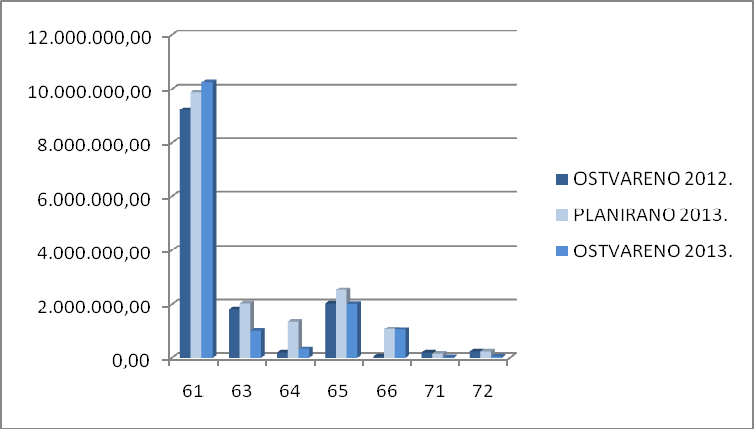 12.000.000,00
10.000.000,00
8.000.000,00
6.000.000,00
4.000.000,00
2.000.000,00
0,00
61 63 64 65 66 71 72
OSTVARENO 2012.
PLANIRANO 2013.
OSTVARENO 2013.